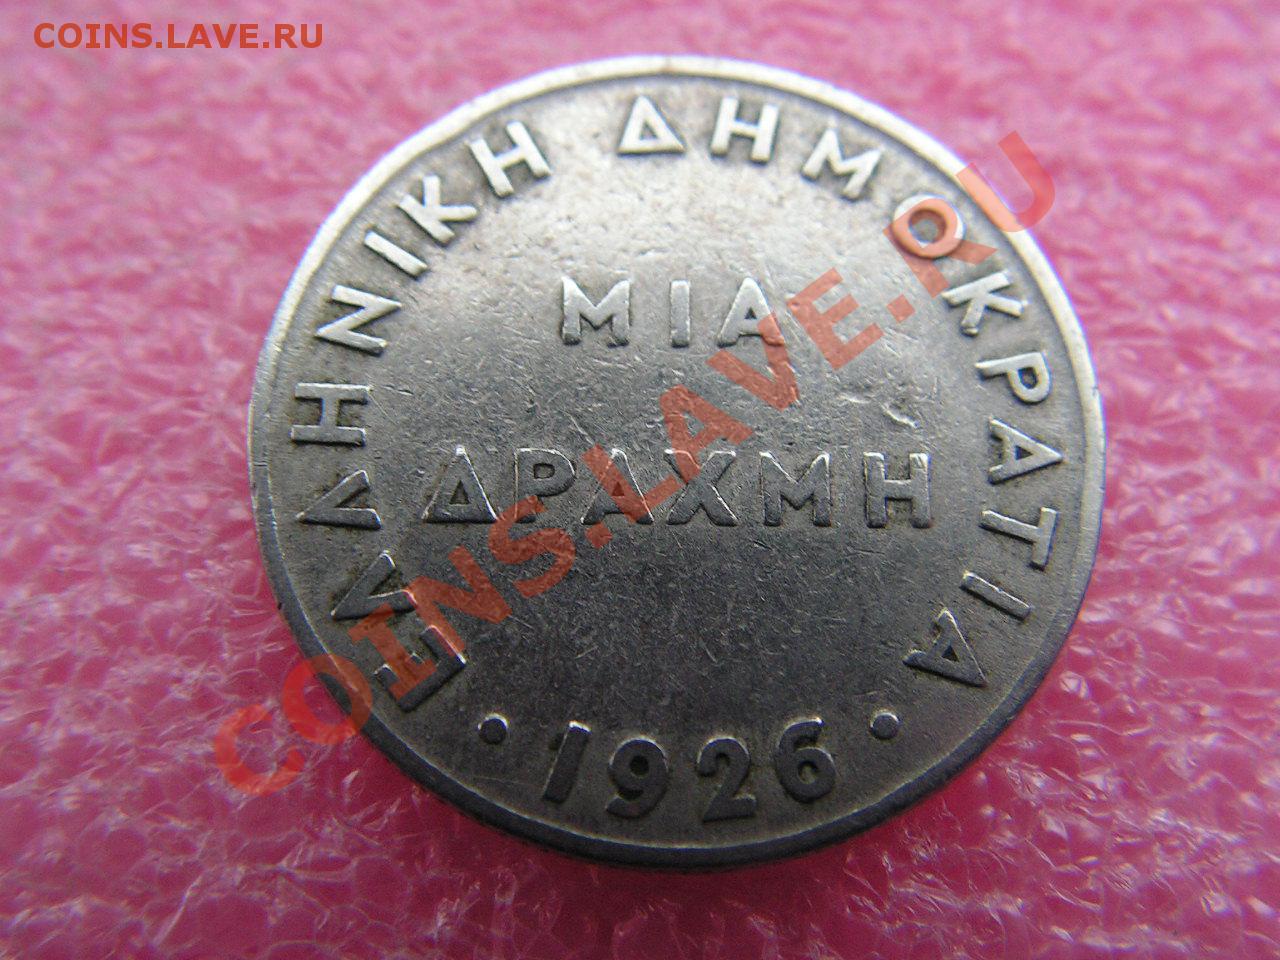 COINS.LAVE.RU
ΕΛΛΗΝΙΚΗ ΔΗΜΟΚΡΑΤΙΑ
ΜΙΑ
ΔΡΑΧΜΗ
• 1926 •
COINS.LAVE.RU